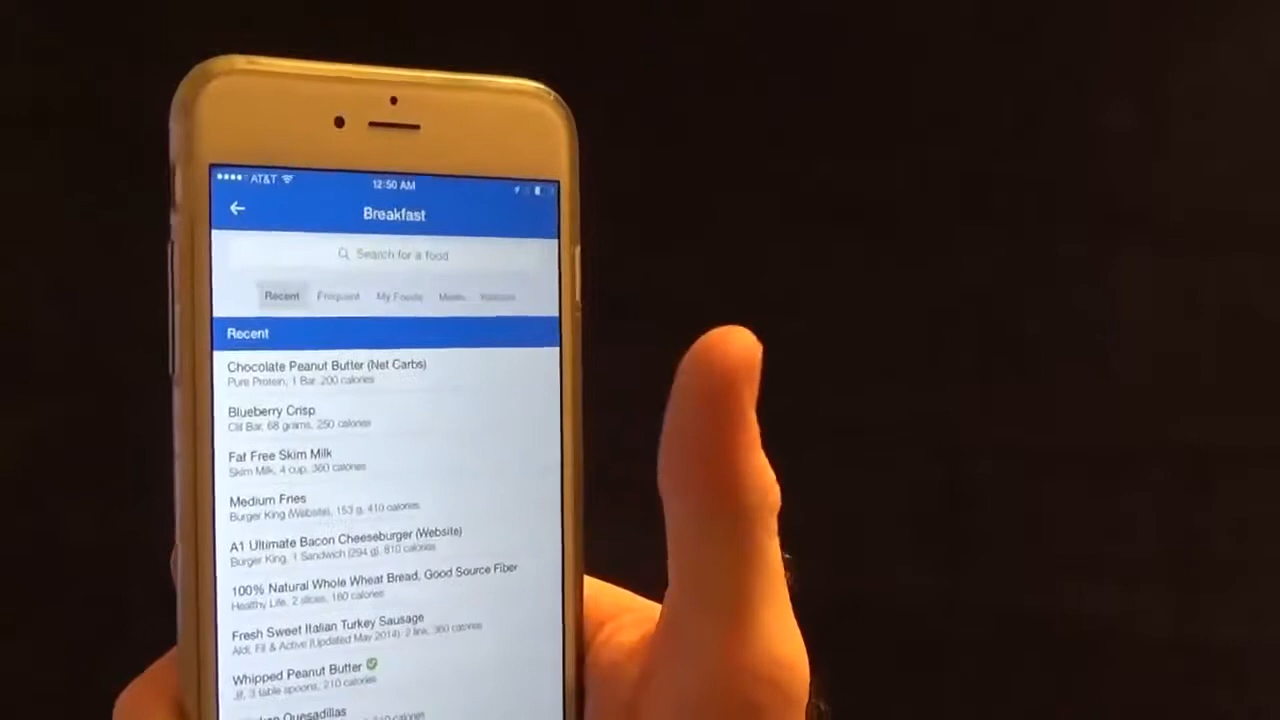 AT&T
12:50 AM
Breakfast
Search for a food
Recent Frequent My Foods Meals
Recent
Chocolate Peanut Butter (Net Carbs)
Pure Protein, 1 Bar, 200 calories
Blueberry Crisp
Clif Bar, 68 grams, 250 calories
Fat Free Skim Milk
Skim Milk, 4 cup, 360 calories
Medium Fries
Burger King (Website), 153 g, 410 calories
A1 Ultimate Bacon Cheeseburger (Website)
Burger King, 1 Sandwich (294 g), 810 calories
100% Natural Whole Wheat Bread, Good Source Fiber
Healthy Life, 2 slices, 160 calories
Fresh Sweet Italian Turkey Sausage
Aldi, Fit & Active (Updated May 2014), 2 link, 360 calories
Whipped Peanut Butter
Jif, 3 table spoons, 210 calories
Quesadillas
calories